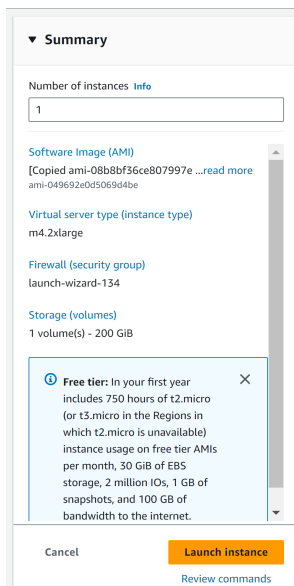 Summary
Number of instances Info
1
Software Image (AMI)
[Copied ami-08b8bf36ce807997e ...read more
ami-049692e0d5069d4be
Virtual server type (instance type)
m4.2xlarge
Firewall (security group)
launch-wizard-134
Storage (volumes)
1 volume(s) - 200 GiB
Free tier: In your first year
includes 750 hours of t2.micro
(or t3.micro in the Regions in
which t2.micro is unavailable)
instance usage on free tier AMIs
per month, 30 GiB of EBS
storage, 2 million IOs, 1 GB of
snapshots, and 100 GB of
bandwidth to the internet.
Cancel
Launch instance
Review commands